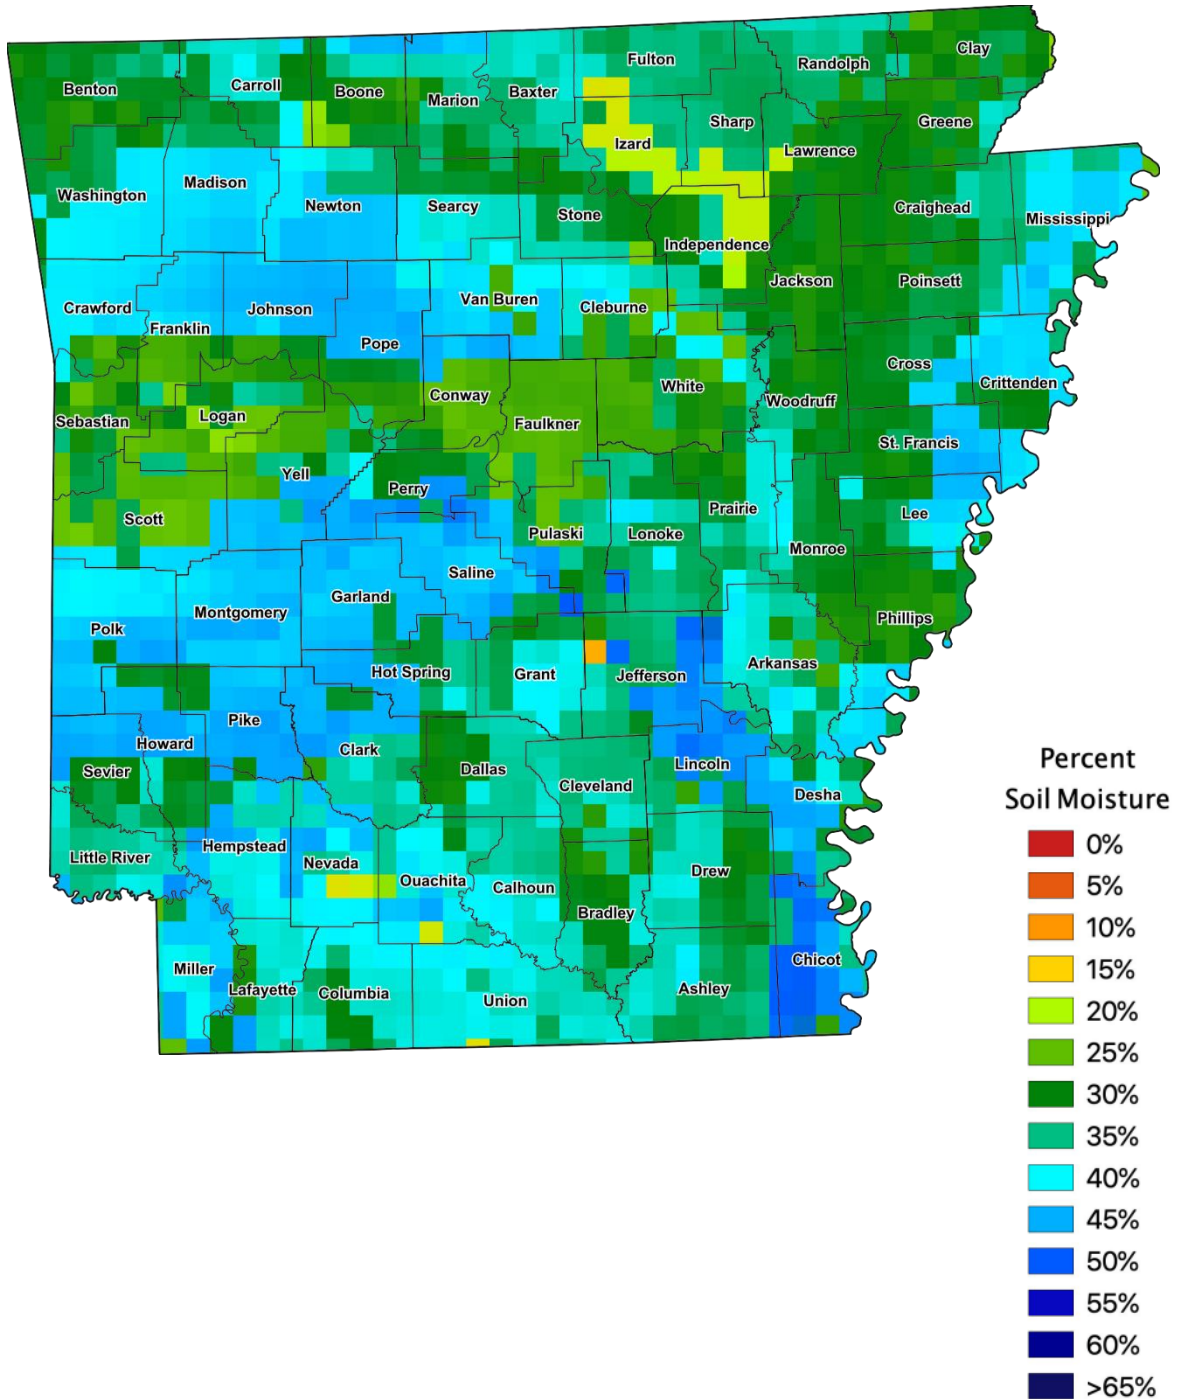 Clay
Fulton
Randolph
Carroll
Benton
Boone
Marion
Baxter
Sharp
Greene
Izard
Lawrence
Madison
Washington
Newton
Searcy
Stone
Craighead
Mississippi
Independence
Jackson
Poinsett
Van Buren
Crawford
Johnson
Cleburne
Franklin
Pope
Cross
Crittenden
White
Conway
Woodruff
Logan
Sebastian
Faulkner
St. Francis
Yell
Perry
Prairie
Lee
Scott
Pulaski
Lonoke
Monroe
Saline
Garland
Montgomery
Phillips
Polk
Arkansas
Hot Spring
Grant
Jefferson
Pike
Howard
Clark
Lincoln
Sevier
Dallas
Cleveland
Desha
Hempstead
Little River
Nevada
Drew
Ouachita
Calhoun
Bradley
Chicot
Miller
Lafayette
Columbia
Ashley
Union
Percent
Soil Moisture
0%
5%
10%
15%
20%
25%
30%
35%
40%
45%
50%
55%
60%
>65%